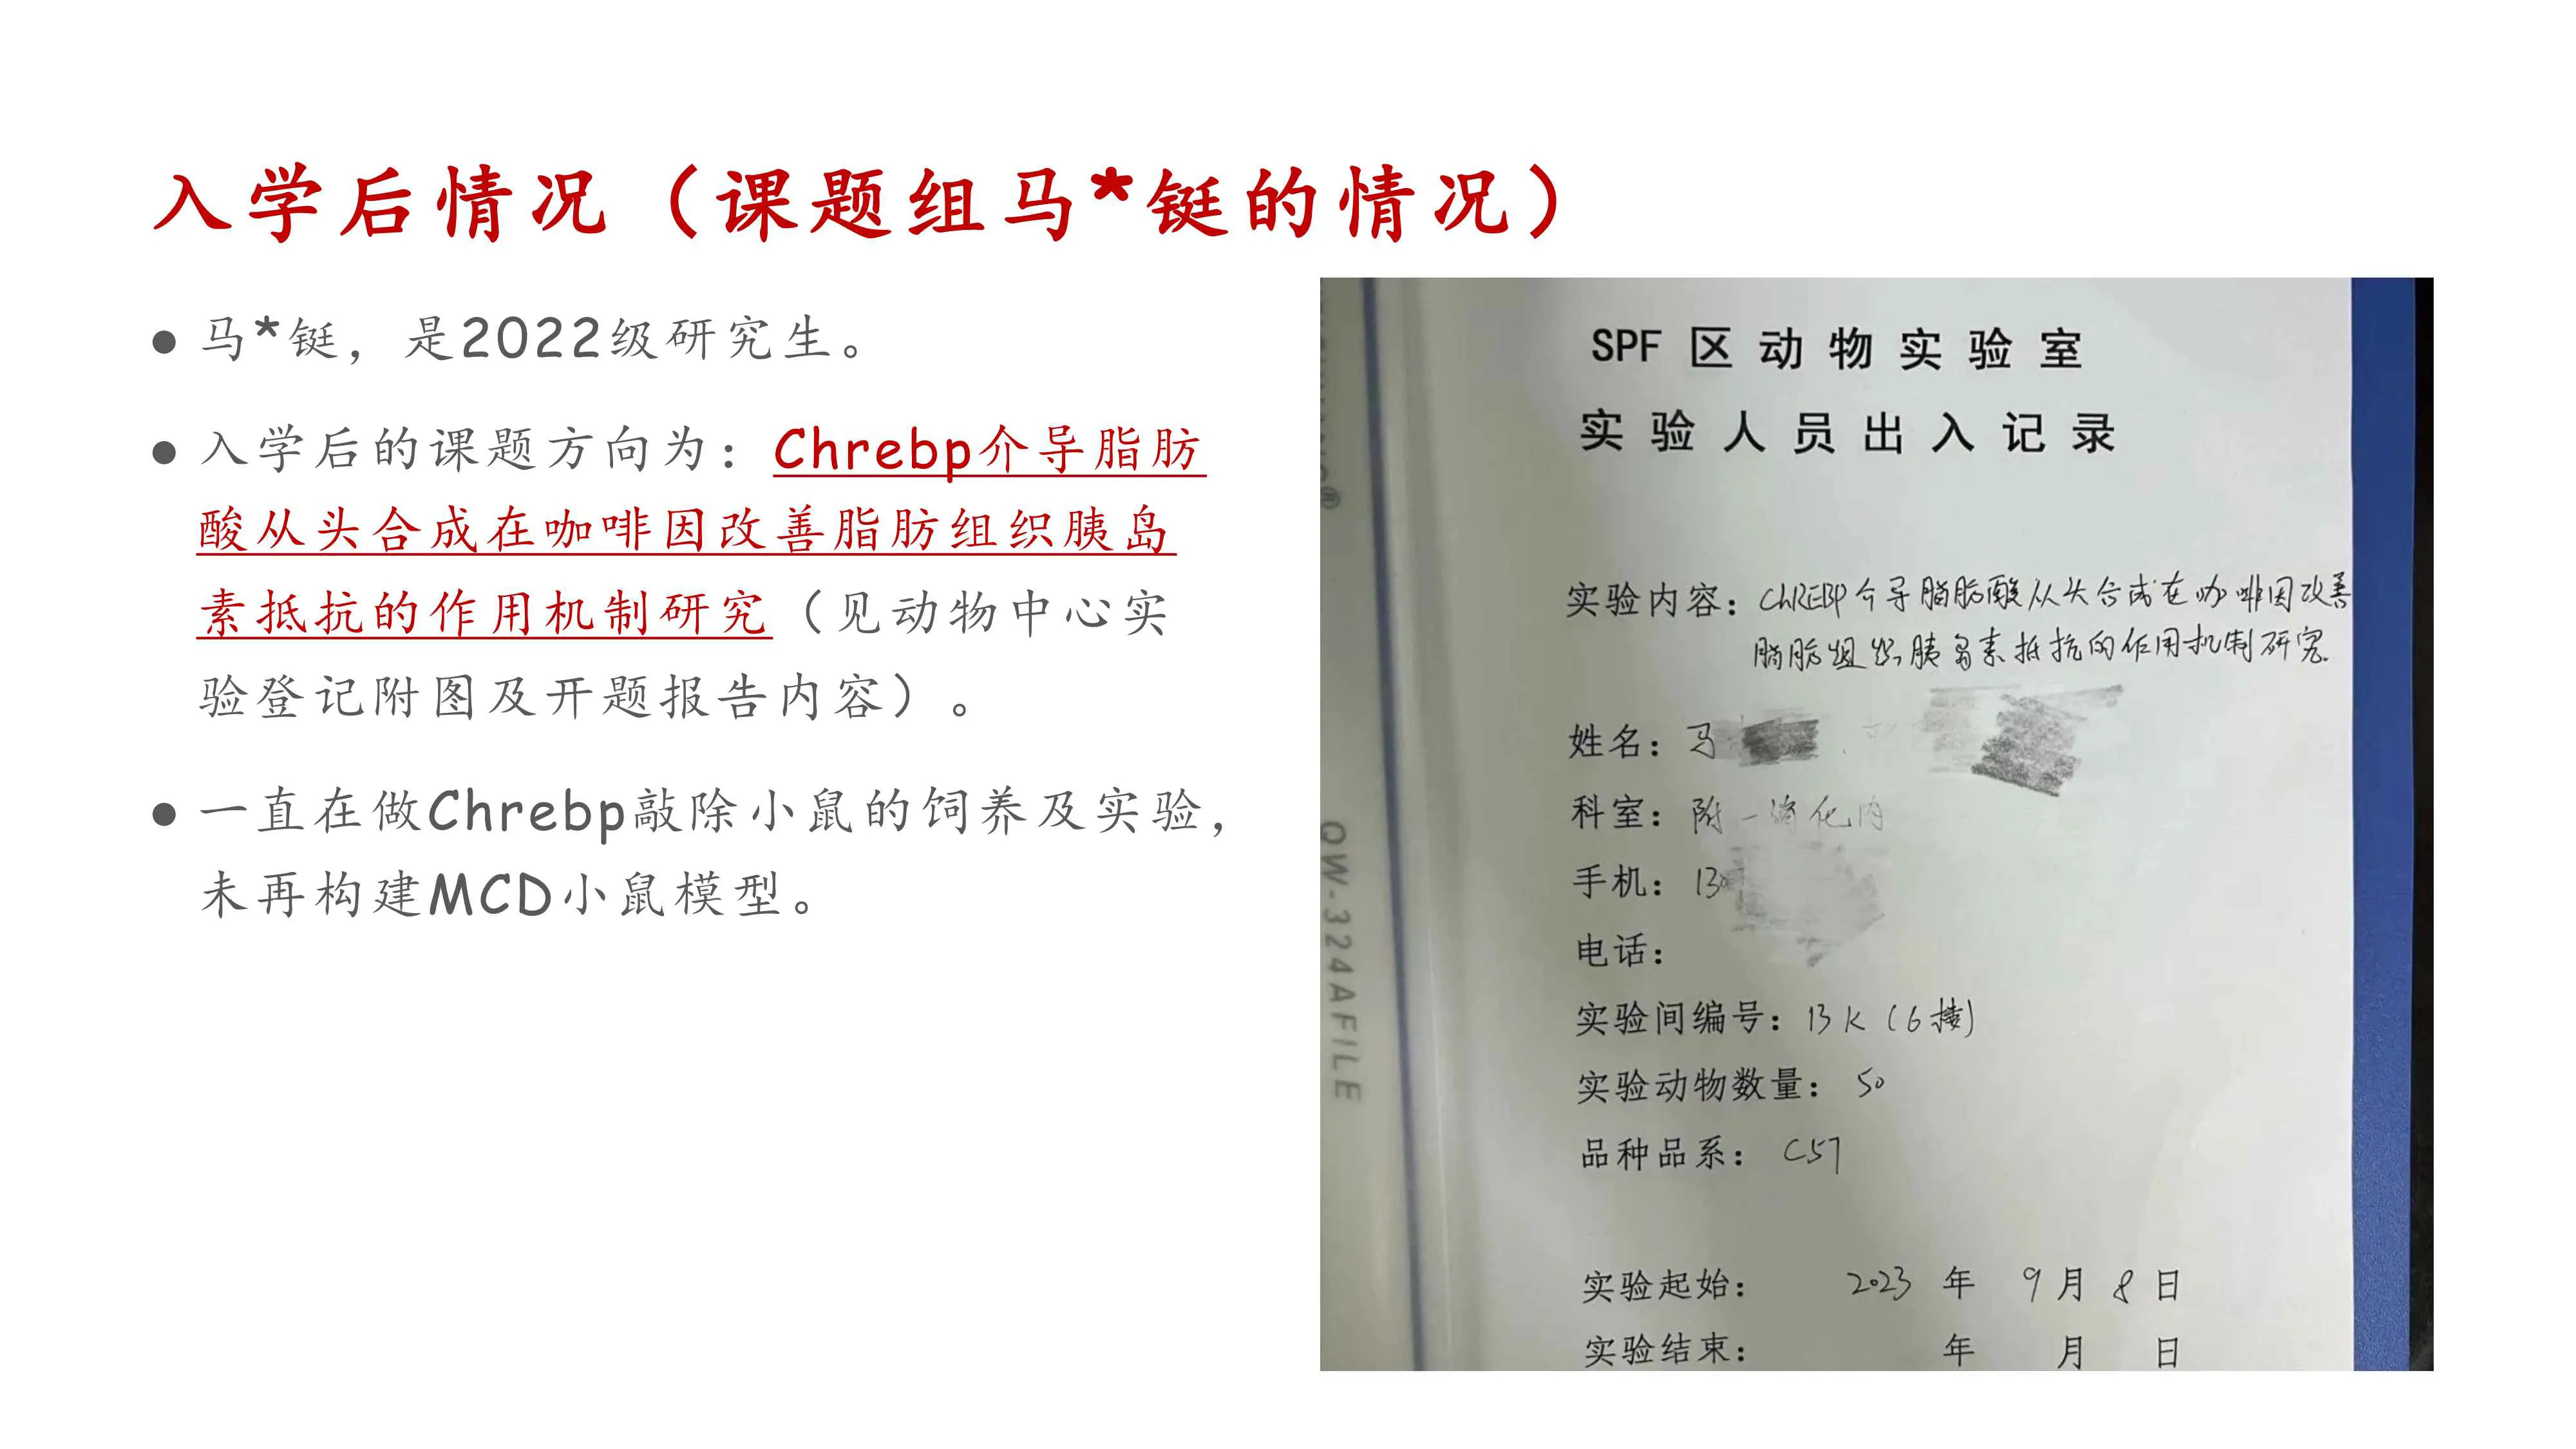 入学后情况（课题组马*铤的情况）
● 马*铤，是2022级研究生。
● 入学后的课题方向为：Chrebp介导脂肪
酸从头合成在咖啡因改善脂肪组织胰岛
素抵抗的作用机制研究（见动物中心实
验登记附图及开题报告内容）。
● 一直在做Chrebp敲除小鼠的饲养及实验，
未再构建MCD小鼠模型。
SPF 区动物实验室
实验人员出入记录
实验内容：ChREBP介导脂肪酸从头合成在咖啡因改善
脂肪组织胰岛素抵抗的作用机制研究.
姓名：马
科室：附一消化内
手机：13
电话：
实验间编号：13K（6楼）
实验动物数量：50
品种品系：C57
实验起始：2023 年 9 月 8 日
实验结束： 年 月 日
QW-324AFILE